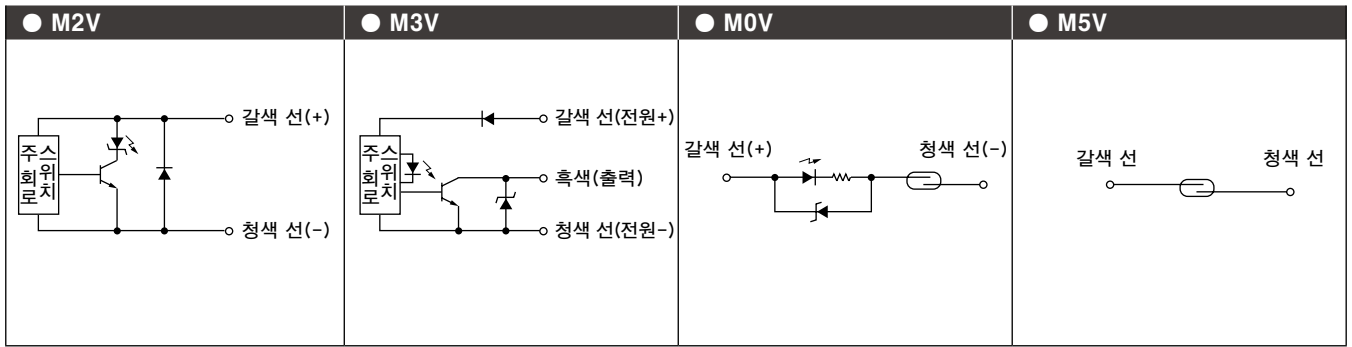 ● M2V
갈색 선(+)
주 스
위
회 치
로
청색 선(-)
● M3V
갈색 선(전원+)
주 스
위
회 치
로
흑색(출력)
청색 선(전원-)
● M0V
갈색 선(+)
청색 선(-)
● M5V
갈색 선
청색 선